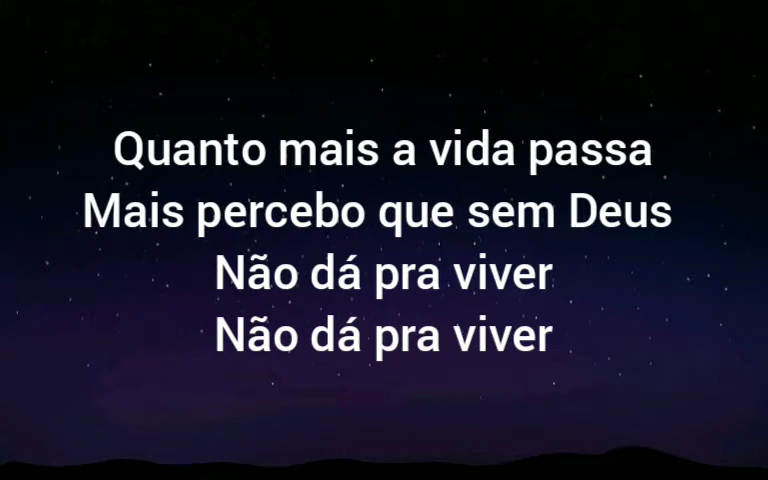 Quanto mais a vida passa
Mais percebo que sem Deus
Não dá pra viver
Não dá pra viver